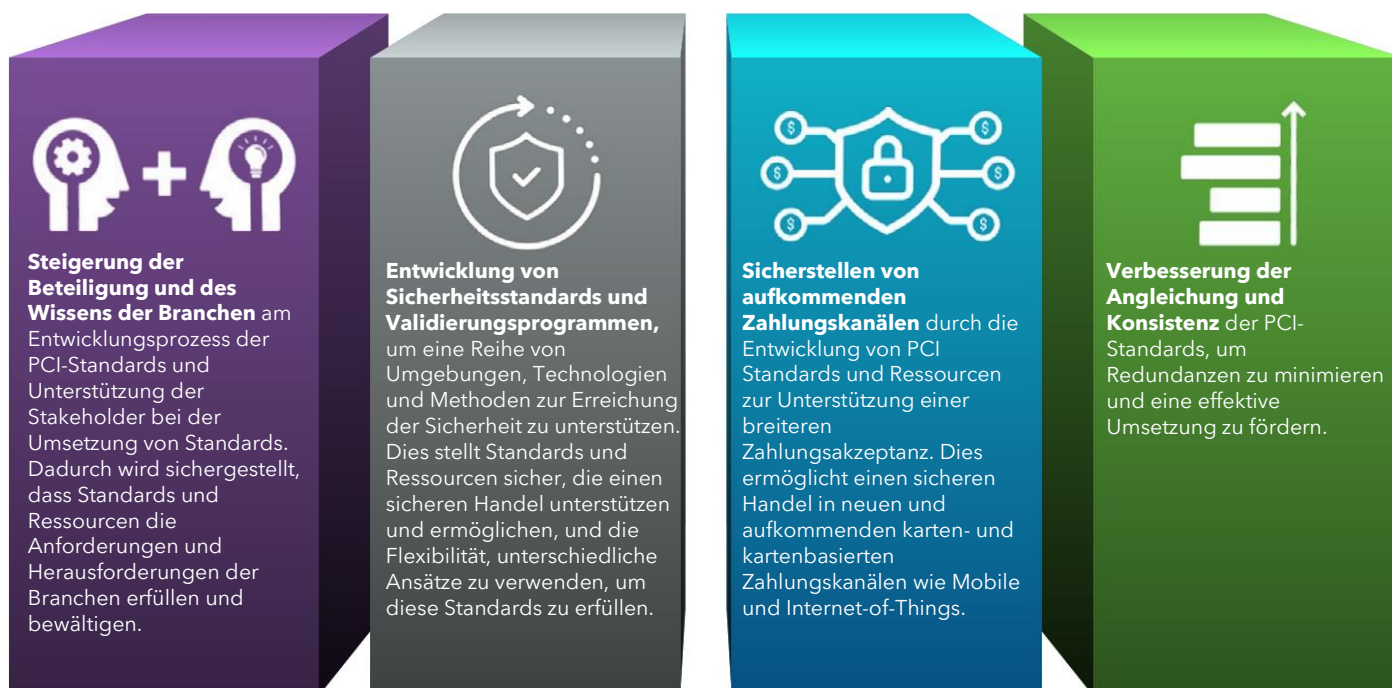 Steigerung der
Beteiligung und des
Wissens der Branchen am
Entwicklungsprozess der
PCI-Standards und
Unterstützung der
Stakeholder bei der
Umsetzung von Standards.
Dadurch wird sichergestellt,
dass Standards und
Ressourcen die
Anforderungen und
Herausforderungen der
Branchen erfüllen und
bewältigen.
Entwicklung von
Sicherheitsstandards und
Validierungsprogrammen,
um eine Reihe von
Umgebungen, Technologien
und Methoden zur Erreichung
der Sicherheit zu unterstützen.
Dies stellt Standards und
Ressourcen sicher, die einen
sicheren Handel unterstützen
und ermöglichen, und die
Flexibilität, unterschiedliche
Ansätze zu verwenden, um
diese Standards zu erfüllen.
Sicherstellen von
aufkommenden
Zahlungskanälen durch die
Entwicklung von PCI
Standards und Ressourcen
zur Unterstützung einer
breiteren
Zahlungsakzeptanz. Dies
ermöglicht einen sicheren
Handel in neuen und
aufkommenden karten- und
kartenbasierten
Zahlungskanälen wie Mobile
und Internet-of-Things.
Verbesserung der
Angleichung und
Konsistenz der PCI-
Standards, um
Redundanzen zu minimieren
und eine effektive
Umsetzung zu fördern.